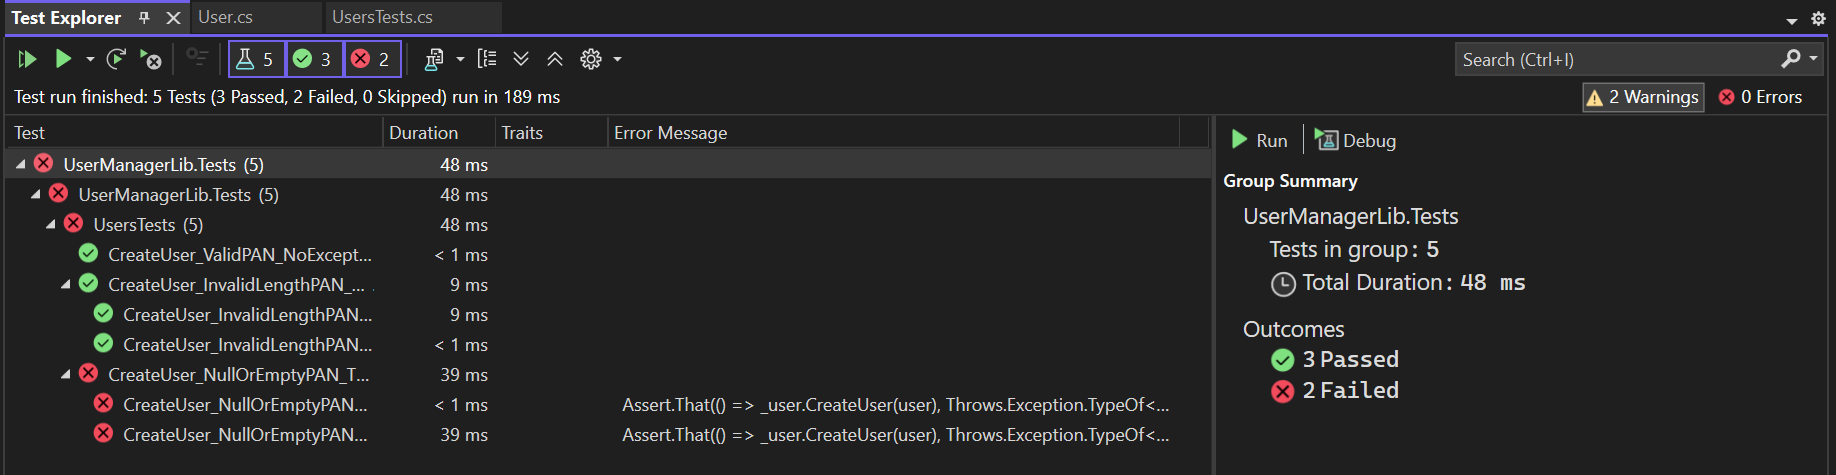 Test Explorer User.cs UsersTests.cs
5 3 2 Search (Ctrl+I)
Test run finished: 5 Tests (3 Passed, 2 Failed, 0 Skipped) run in 189 ms 2 Warnings 0 Errors
Test Duration Traits Error Message
UserManagerLib.Tests (5) 48 ms
UserManagerLib.Tests (5) 48 ms
UsersTests (5) 48 ms
CreateUser_ValidPAN_NoExcept... < 1 ms
CreateUser_InvalidLengthPAN_... 9 ms
CreateUser_InvalidLengthPAN... 9 ms
CreateUser_InvalidLengthPAN... < 1 ms
CreateUser_NullOrEmptyPAN_T... 39 ms
CreateUser_NullOrEmptyPAN... < 1 ms Assert.That(() => _user.CreateUser(user), Throws.Exception.TypeOf<...
CreateUser_NullOrEmptyPAN... 39 ms Assert.That(() => _user.CreateUser(user), Throws.Exception.TypeOf<...
Run Debug
Group Summary
UserManagerLib.Tests
Tests in group: 5
Total Duration: 48 ms
Outcomes
3 Passed
2 Failed